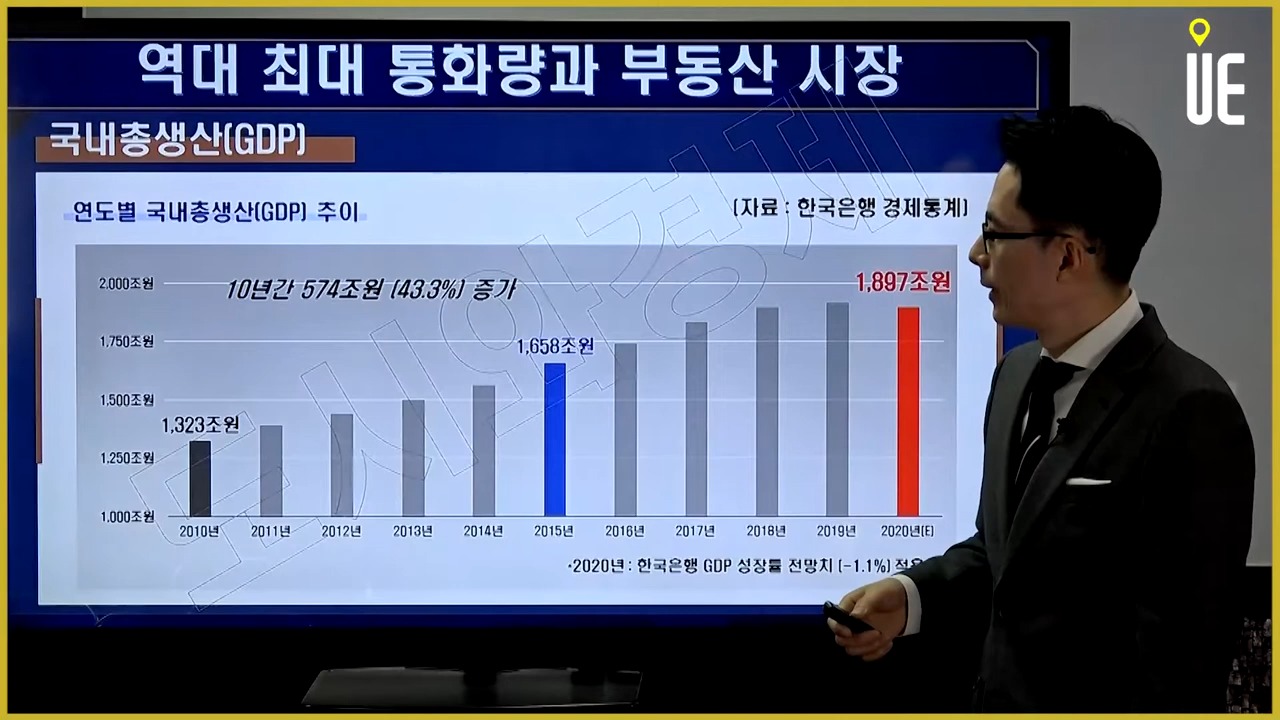 역대 최대 통화량과 부동산 시장
UE
국내총생산(GDP)
연도별 국내총생산(GDP) 추이
(자료 : 한국은행 경제통계)
도시와경제
10년간 574조원 (43.3%) 증가
2,000조원
1,750조원
1,500조원
1,250조원
1,000조원
1,323조원
1,658조원
1,897조원
2010년 2011년 2012년 2013년 2014년 2015년 2016년 2017년 2018년 2019년 2020년(E)
•2020년 : 한국은행 GDP 성장률 전망치 (-1.1%)